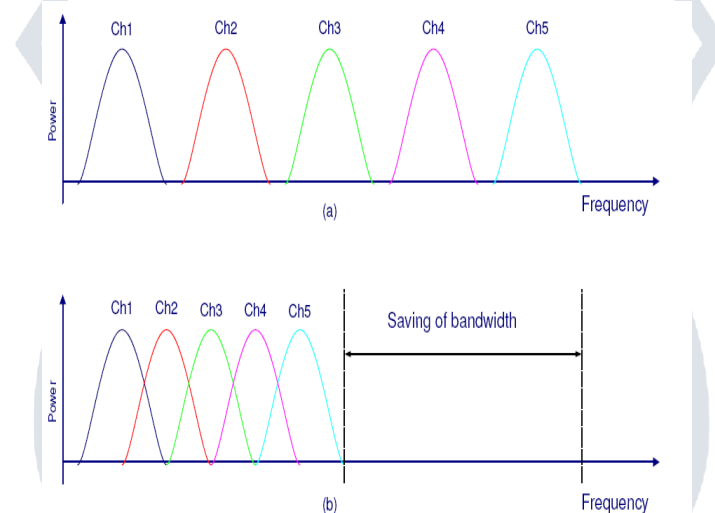 Ch1 Ch2 Ch3 Ch4 Ch5
Power
Frequency
(a)
Ch1 Ch2 Ch3 Ch4 Ch5
Saving of bandwidth
Power
Frequency
(b)